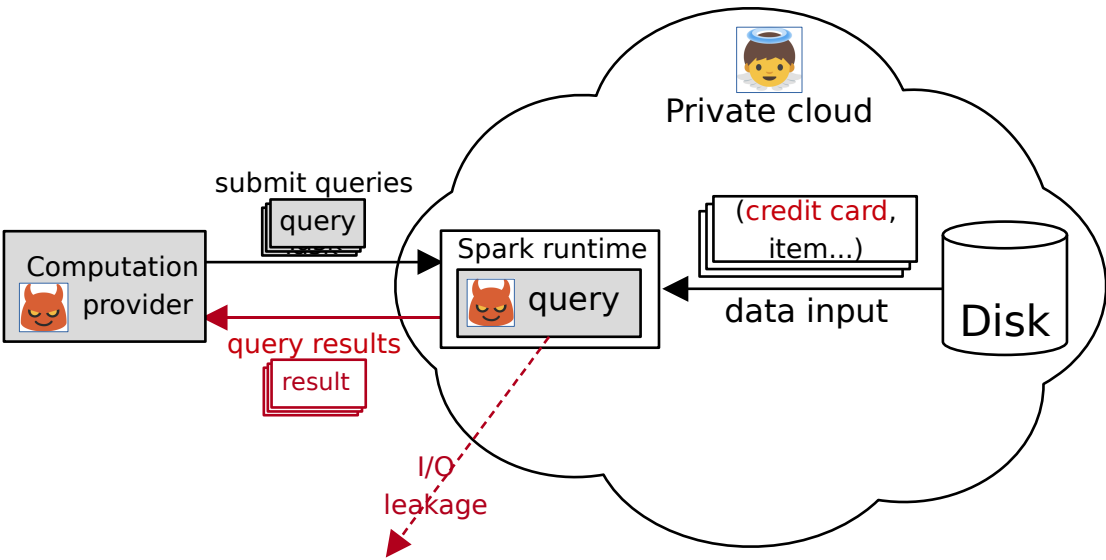 Private cloud
submit queries
query
(credit card,
item...)
Computation
provider
Spark runtime
query
data input
Disk
query results
result
I/O
leakage